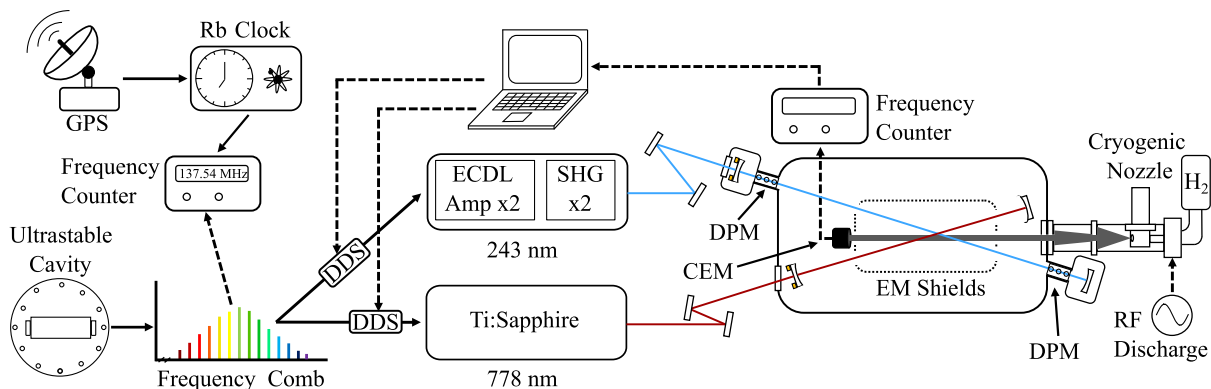 Rb Clock
GPS
Frequency
Counter
137.54 MHz
Ultrastable
Cavity
Frequency Comb
DDS
DDS
ECDL
Amp x2
SHG
x2
243 nm
Ti:Sapphire
778 nm
Frequency
Counter
DPM
CEM
EM Shields
Cryogenic
Nozzle
H2
DPM
RF
Discharge